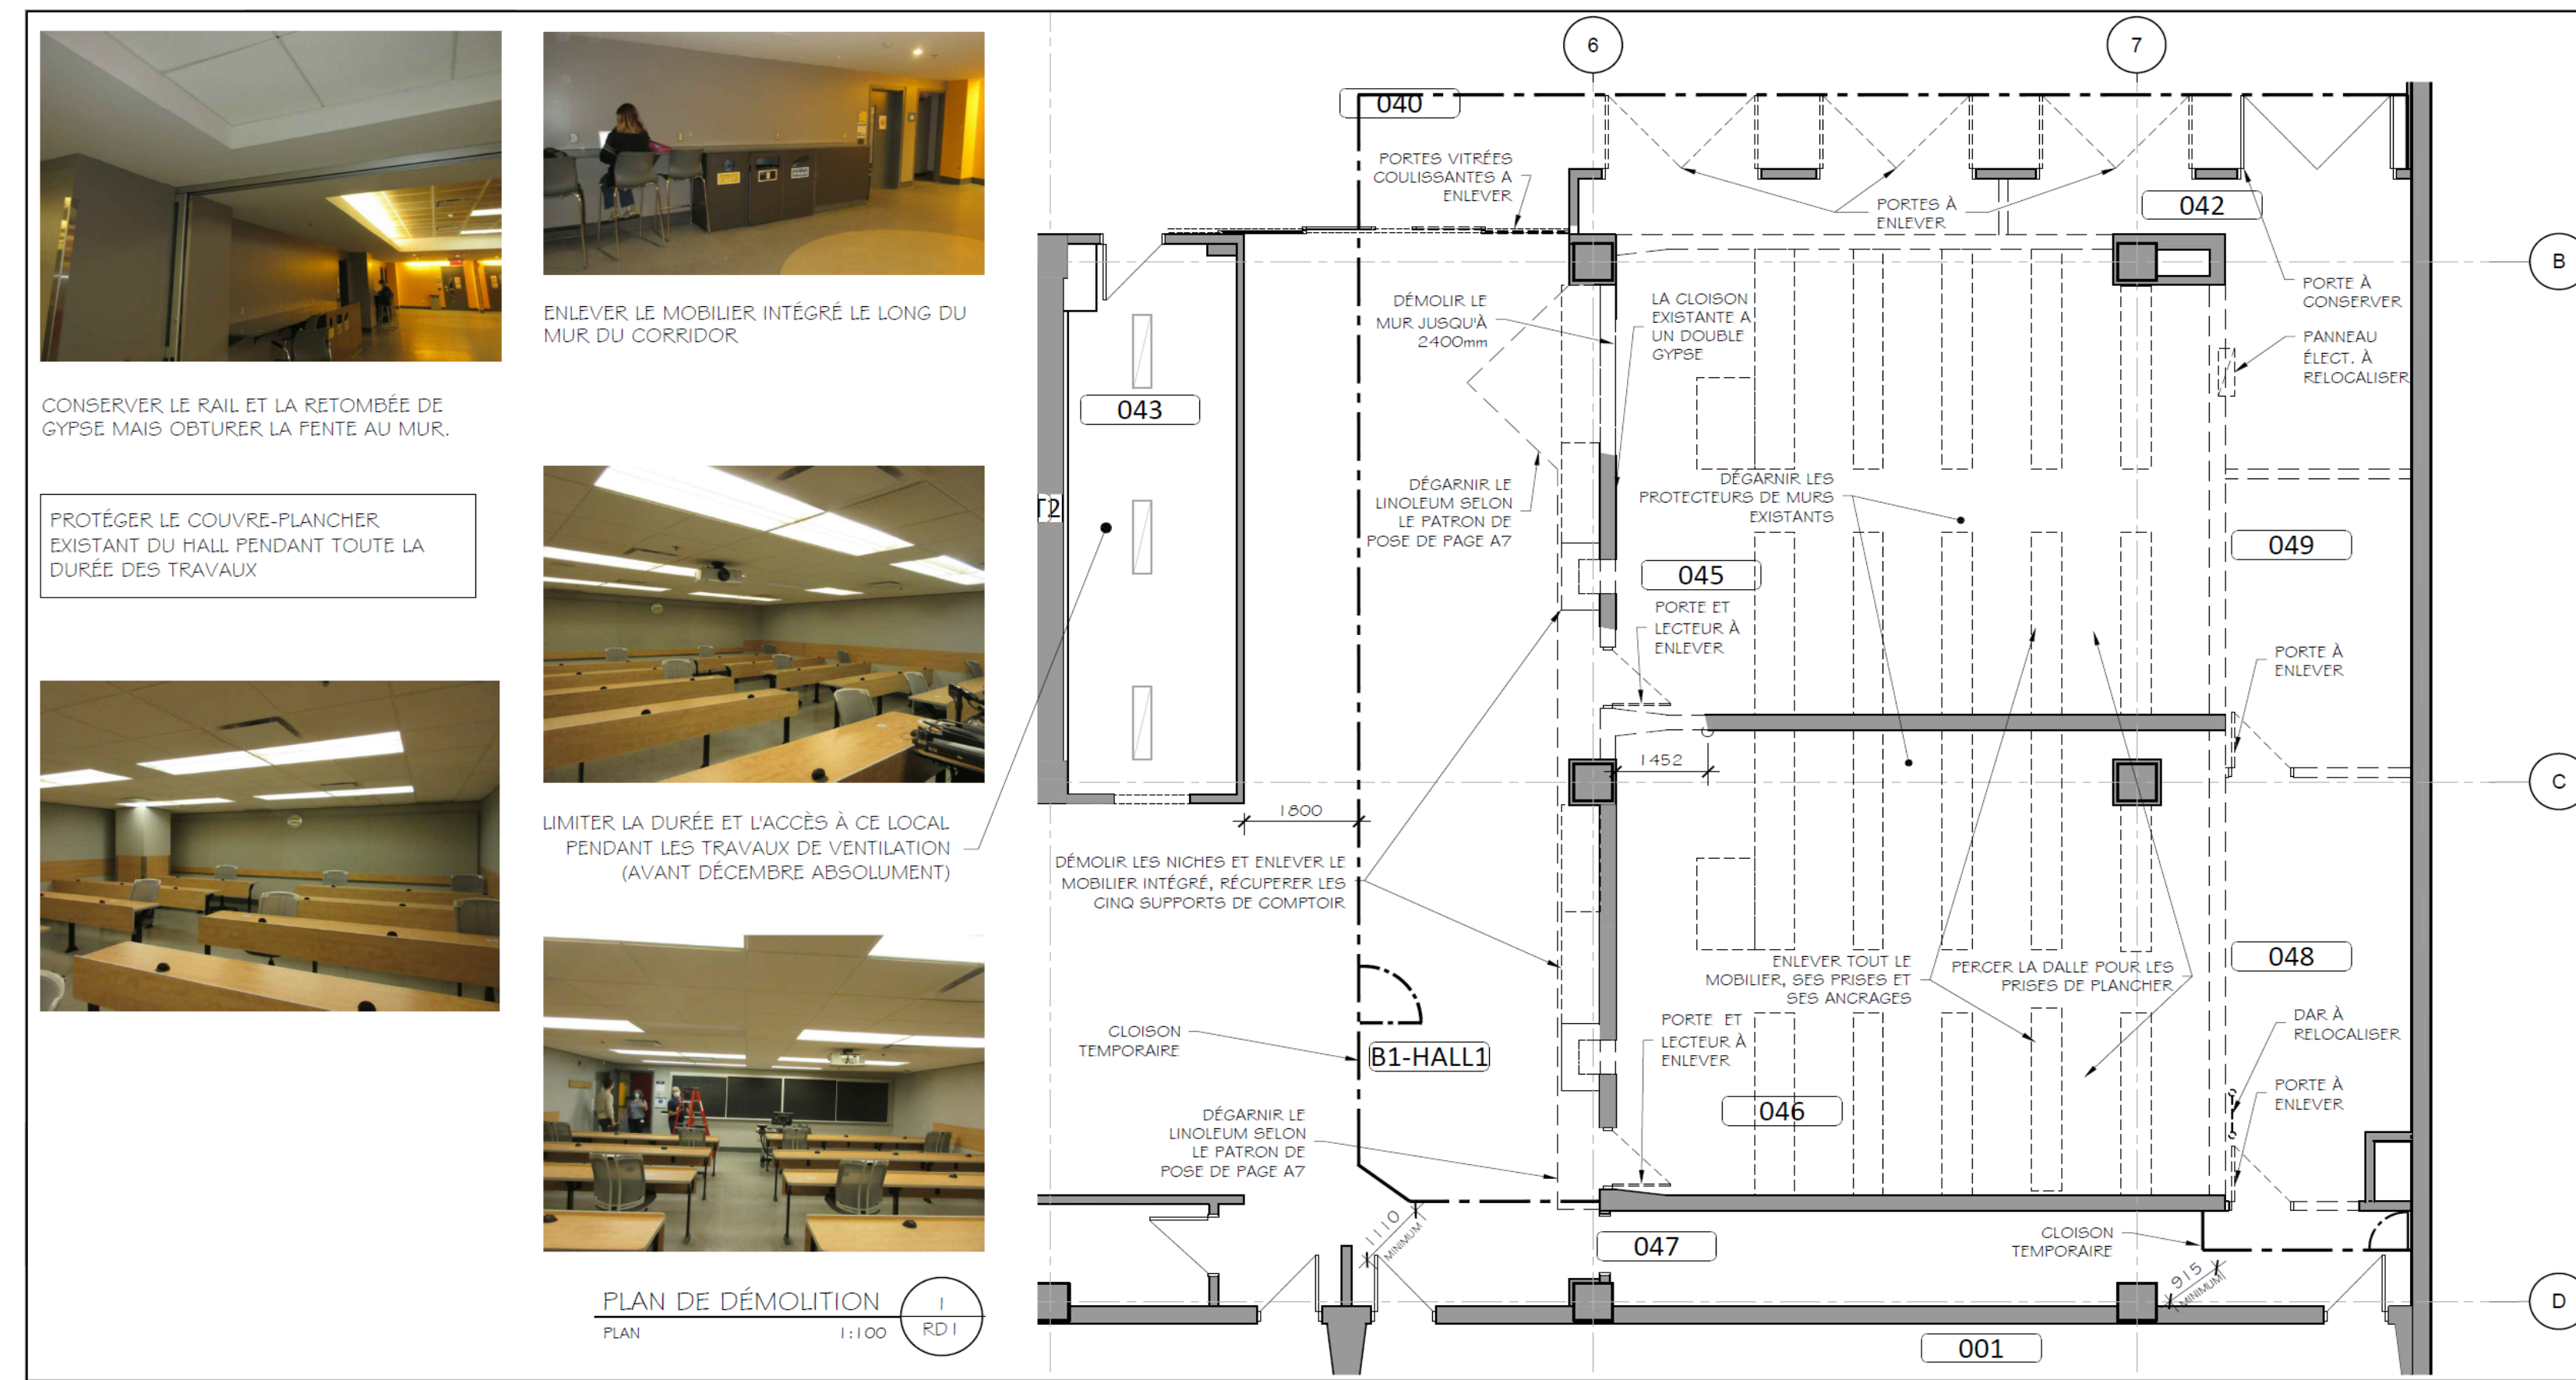 CONSERVER LE RAIL ET LA RETOMBÉE DE
GYPSE MAIS OBTURER LA FENTE AU MUR.
ENLEVER LE MOBILIER INTÉGRÉ LE LONG DU
MUR DU CORRIDOR
PROTÉGER LE COUVRE-PLANCHER
EXISTANT DU HALL PENDANT TOUTE LA
DURÉE DES TRAVAUX
LIMITER LA DURÉE ET L'ACCÈS À CE LOCAL
PENDANT LES TRAVAUX DE VENTILATION
(AVANT DÉCEMBRE ABSOLUMENT)
PLAN DE DÉMOLITION
PLAN
1:100
1
RD1
6
7
040
PORTES VITRÉES
COULISSANTES A
ENLEVER
PORTES À
ENLEVER
042
B
PORTE À
CONSERVER
DÉMOLIR LE
MUR JUSQU'À
2400mm
LA CLOISON
EXISTANTE A
UN DOUBLE
GYPSE
PANNEAU
ÉLECT. À
RELOCALISER
043
T2
DÉGARNIR LE
LINOLEUM SELON
LE PATRON DE
POSE DE PAGE A7
DÉGARNIR LES
PROTECTEURS DE MURS
EXISTANTS
049
045
PORTE ET
LECTEUR À
ENLEVER
PORTE À
ENLEVER
1452
C
1800
DÉMOLIR LES NICHES ET ENLEVER LE
MOBILIER INTÉGRÉ, RÉCUPERER LES
CINQ SUPPORTS DE COMPTOIR
ENLEVER TOUT LE
MOBILIER, SES PRISES ET
SES ANCRAGES
PERCER LA DALLE POUR LES
PRISES DE PLANCHER
048
CLOISON
TEMPORAIRE
B1-HALL1
PORTE ET
LECTEUR À
ENLEVER
DAR À
RELOCALISER
PORTE À
ENLEVER
046
DÉGARNIR LE
LINOLEUM SELON
LE PATRON DE
POSE DE PAGE A7
1110
MINIMUM
047
CLOISON
TEMPORAIRE
915
MINIMUM
D
001